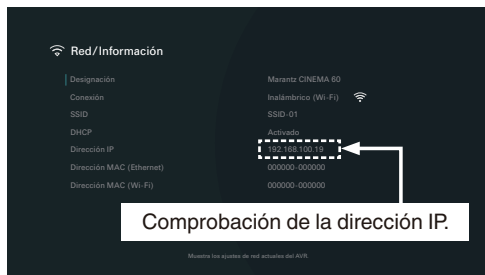 Red/Información
Designación Marantz CINEMA 60
Conexión Inalámbrico (Wi-Fi)
SSID SSID-01
DHCP Activado
Dirección IP 192.168.100.19
Dirección MAC (Ethernet) 000000-000000
Dirección MAC (Wi-Fi) 000000-000000
Comprobación de la dirección IP.
Muestra los ajustes de red actuales del AVR